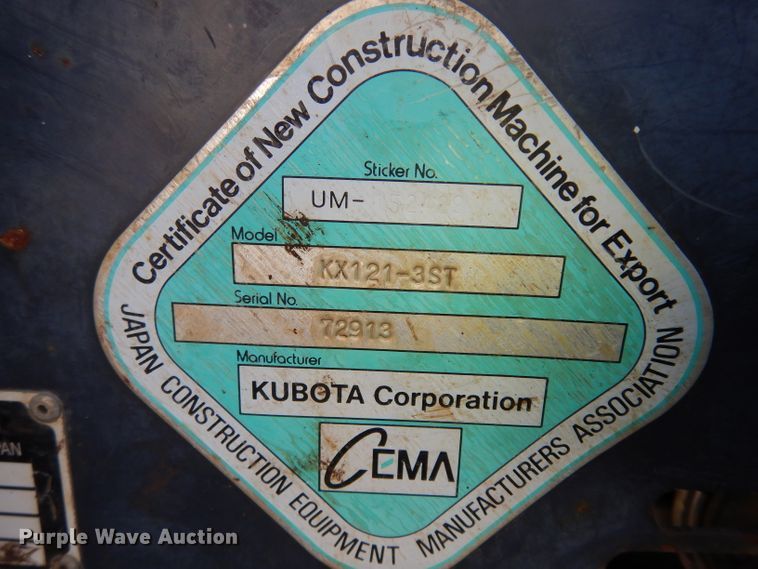 Certificate of New Construction Machine for Export
Sticker No.
UM-
Model
KX121-3ST
Serial No.
72913
Manufacturer
KUBOTA Corporation
CEMA
JAPAN CONSTRUCTION EQUIPMENT MANUFACTURERS ASSOCIATION
PAN
Purple Wave Auction